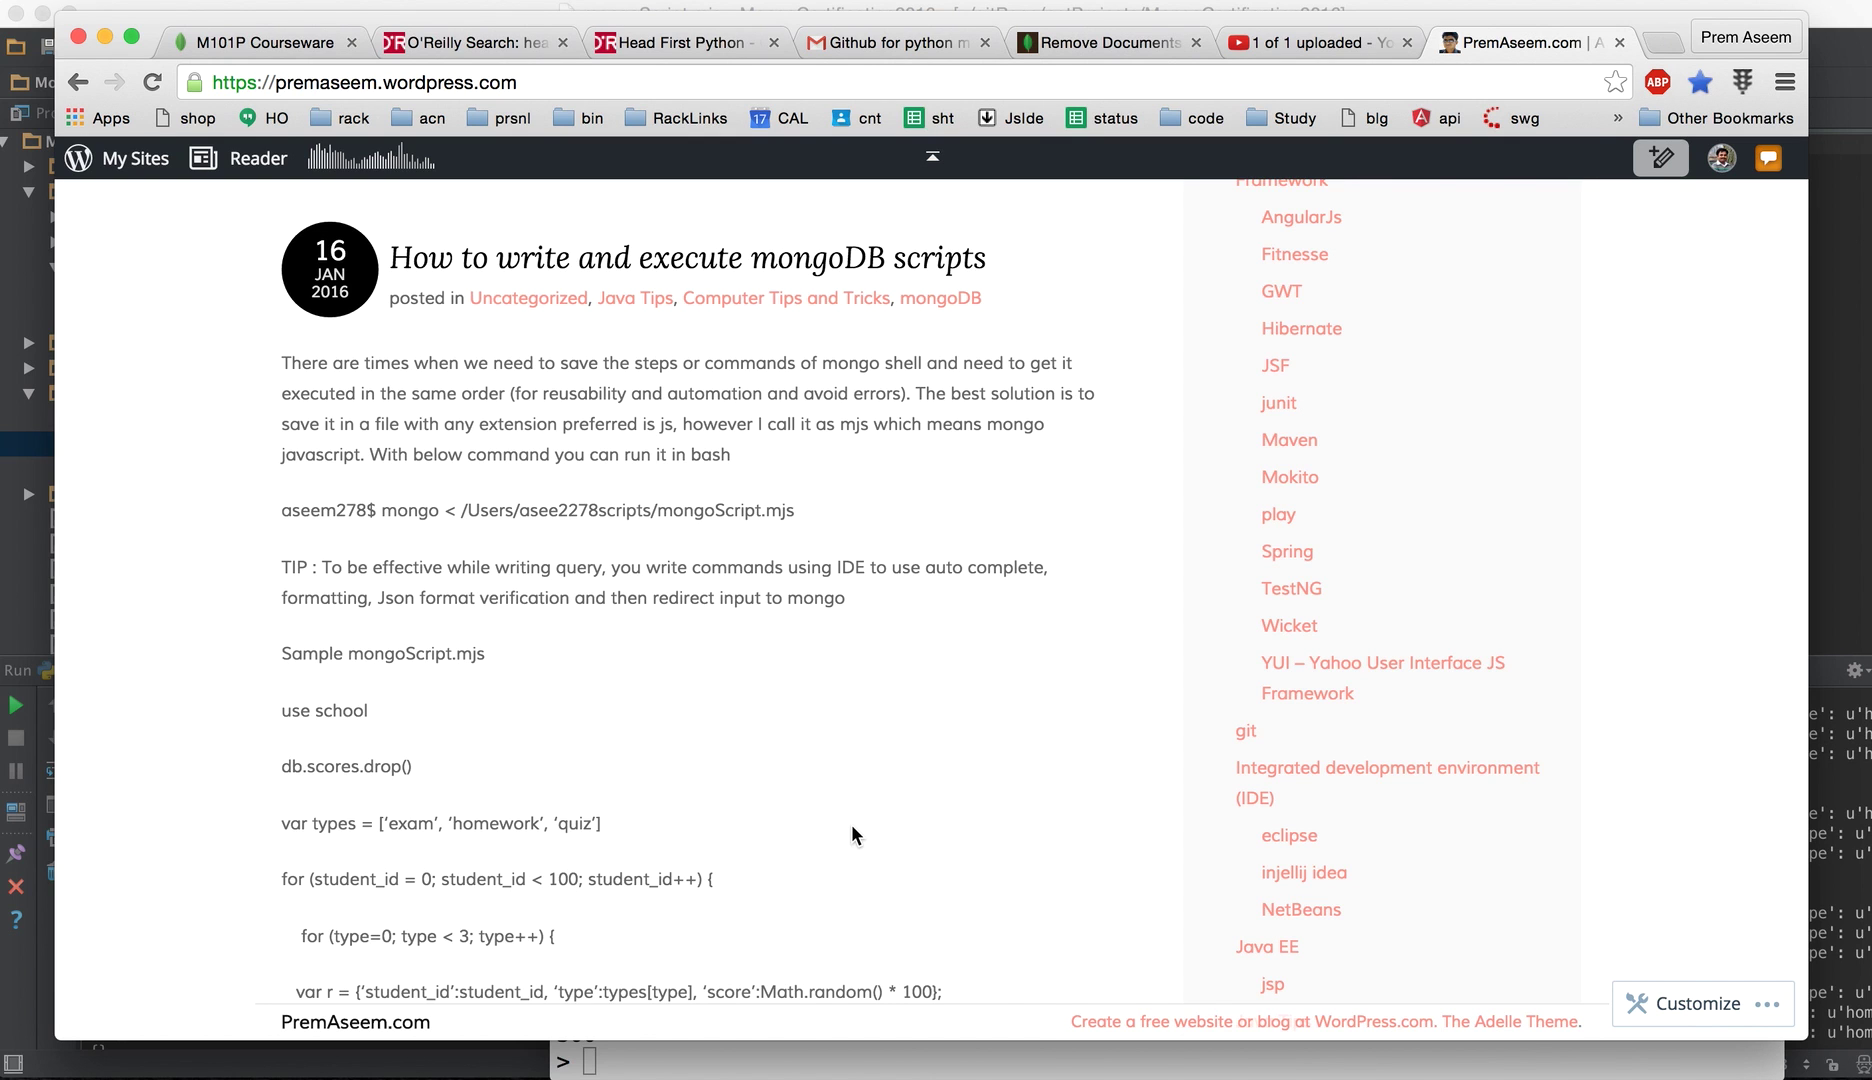 M101P Courseware
O'Reilly Search: hea
Head First Python -
Github for python m
Remove Documents
1 of 1 uploaded - Yo
PremAseem.com | A
Prem Aseem
https://premaseem.wordpress.com
ABP
Apps
shop
HO
rack
acn
prsnl
bin
RackLinks
17 CAL
cnt
sht
JsIde
status
code
Study
blg
api
swg
»
Other Bookmarks
My Sites
Reader
16
JAN
2016
How to write and execute mongoDB scripts
posted in Uncategorized, Java Tips, Computer Tips and Tricks, mongoDB
There are times when we need to save the steps or commands of mongo shell and need to get it
executed in the same order (for reusability and automation and avoid errors). The best solution is to
save it in a file with any extension preferred is js, however I call it as mjs which means mongo
javascript. With below command you can run it in bash
aseem278$ mongo < /Users/asee2278scripts/mongoScript.mjs
TIP : To be effective while writing query, you write commands using IDE to use auto complete,
formatting, Json format verification and then redirect input to mongo
Sample mongoScript.mjs
use school
db.scores.drop()
var types = [‘exam’, ‘homework’, ‘quiz’]
for (student_id = 0; student_id < 100; student_id++) {
for (type=0; type < 3; type++) {
var r = {‘student_id’:student_id, ‘type’:types[type], ‘score’:Math.random() * 100};
Framework
AngularJs
Fitnesse
GWT
Hibernate
JSF
junit
Maven
Mokito
play
Spring
TestNG
Wicket
YUI – Yahoo User Interface JS
Framework
git
Integrated development environment
(IDE)
eclipse
injellij idea
NetBeans
Java EE
jsp
Customize
PremAseem.com
Create a free website or blog at WordPress.com. The Adelle Theme.
Run
>